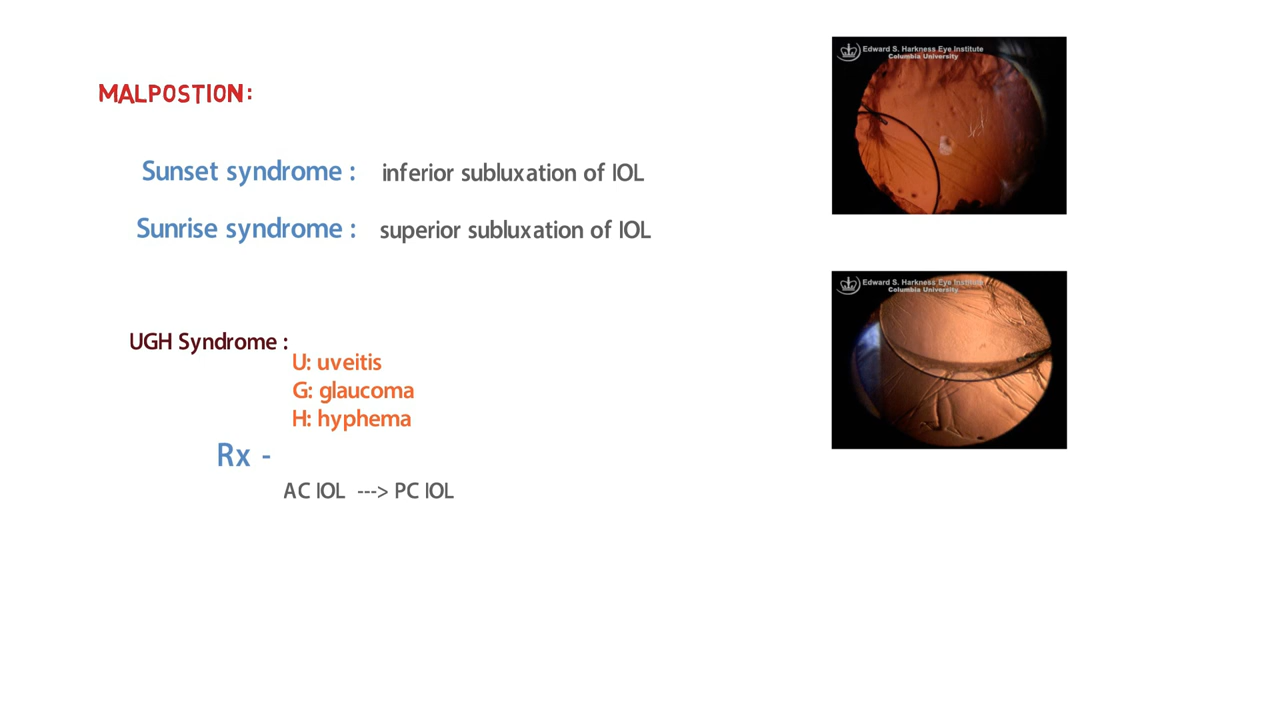 MALPOSTION:
Sunset syndrome : inferior subluxation of IOL
Sunrise syndrome : superior subluxation of IOL
UGH Syndrome :
U: uveitis
G: glaucoma
H: hyphema
Rx -
AC IOL ---> PC IOL
Edward S. Harkness Eye Institute
Columbia University
Edward S. Harkness Eye Institute
Columbia University